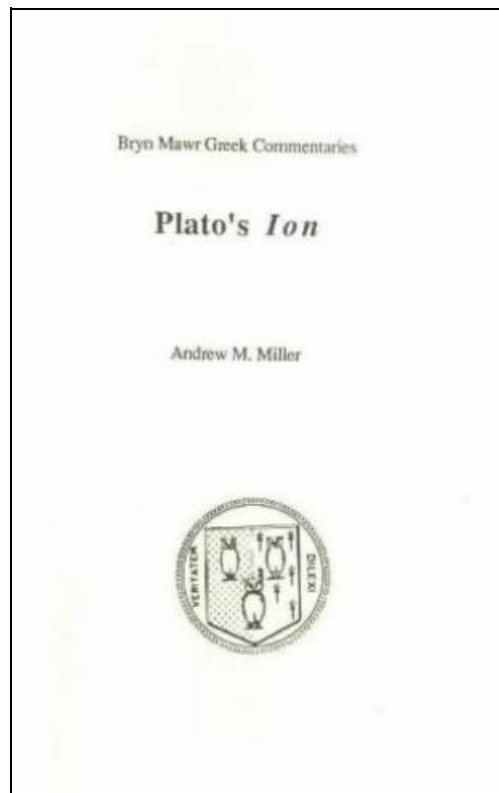 Bryn Mawr Greek Commentaries
Plato's Ion
Andrew M. Miller
VERITATEM
DILEXI